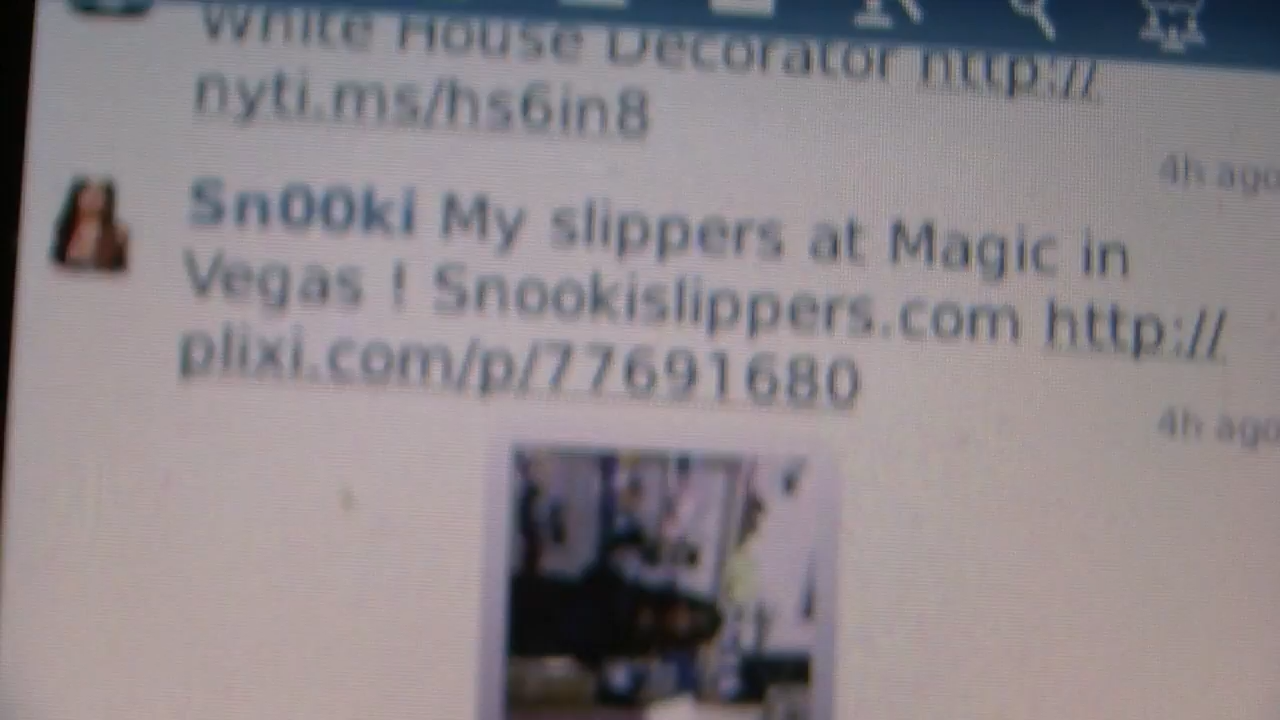 White House Decorator http://
nyti.ms/hs6in8
4h ago
Sn00ki My slippers at Magic in
Vegas ! Snookislippers.com http://
plixi.com/p/77691680
4h ago